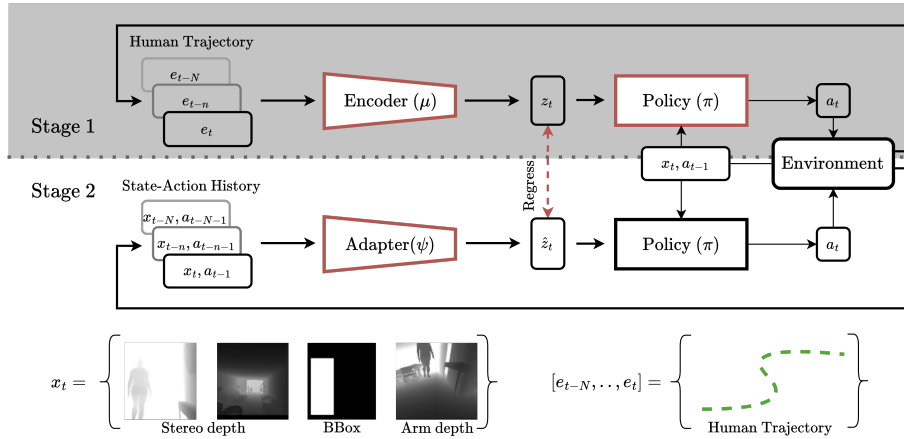 Human Trajectory
e_{t-N}
e_{t-n}
e_t
Encoder (μ)
z_t
Policy (π)
a_t
Stage 1
x_t, a_{t-1}
Environment
Stage 2
Regress
State-Action History
x_{t-N}, a_{t-N-1}
x_{t-n}, a_{t-n-1}
x_t, a_{t-1}
Adapter(ψ)
ẑ_t
Policy (π)
a_t
x_t =
Stereo depth
BBox
Arm depth
[e_{t-N}, . . , e_t] =
Human Trajectory